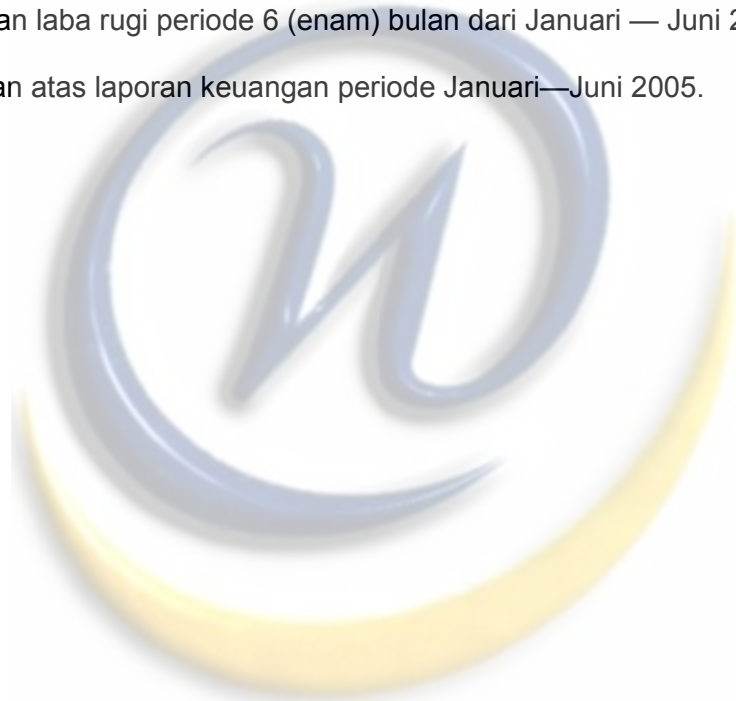 an laba rugi periode 6 (enam) bulan dari Januari — Juni 2
an atas laporan keuangan periode Januari—Juni 2005.